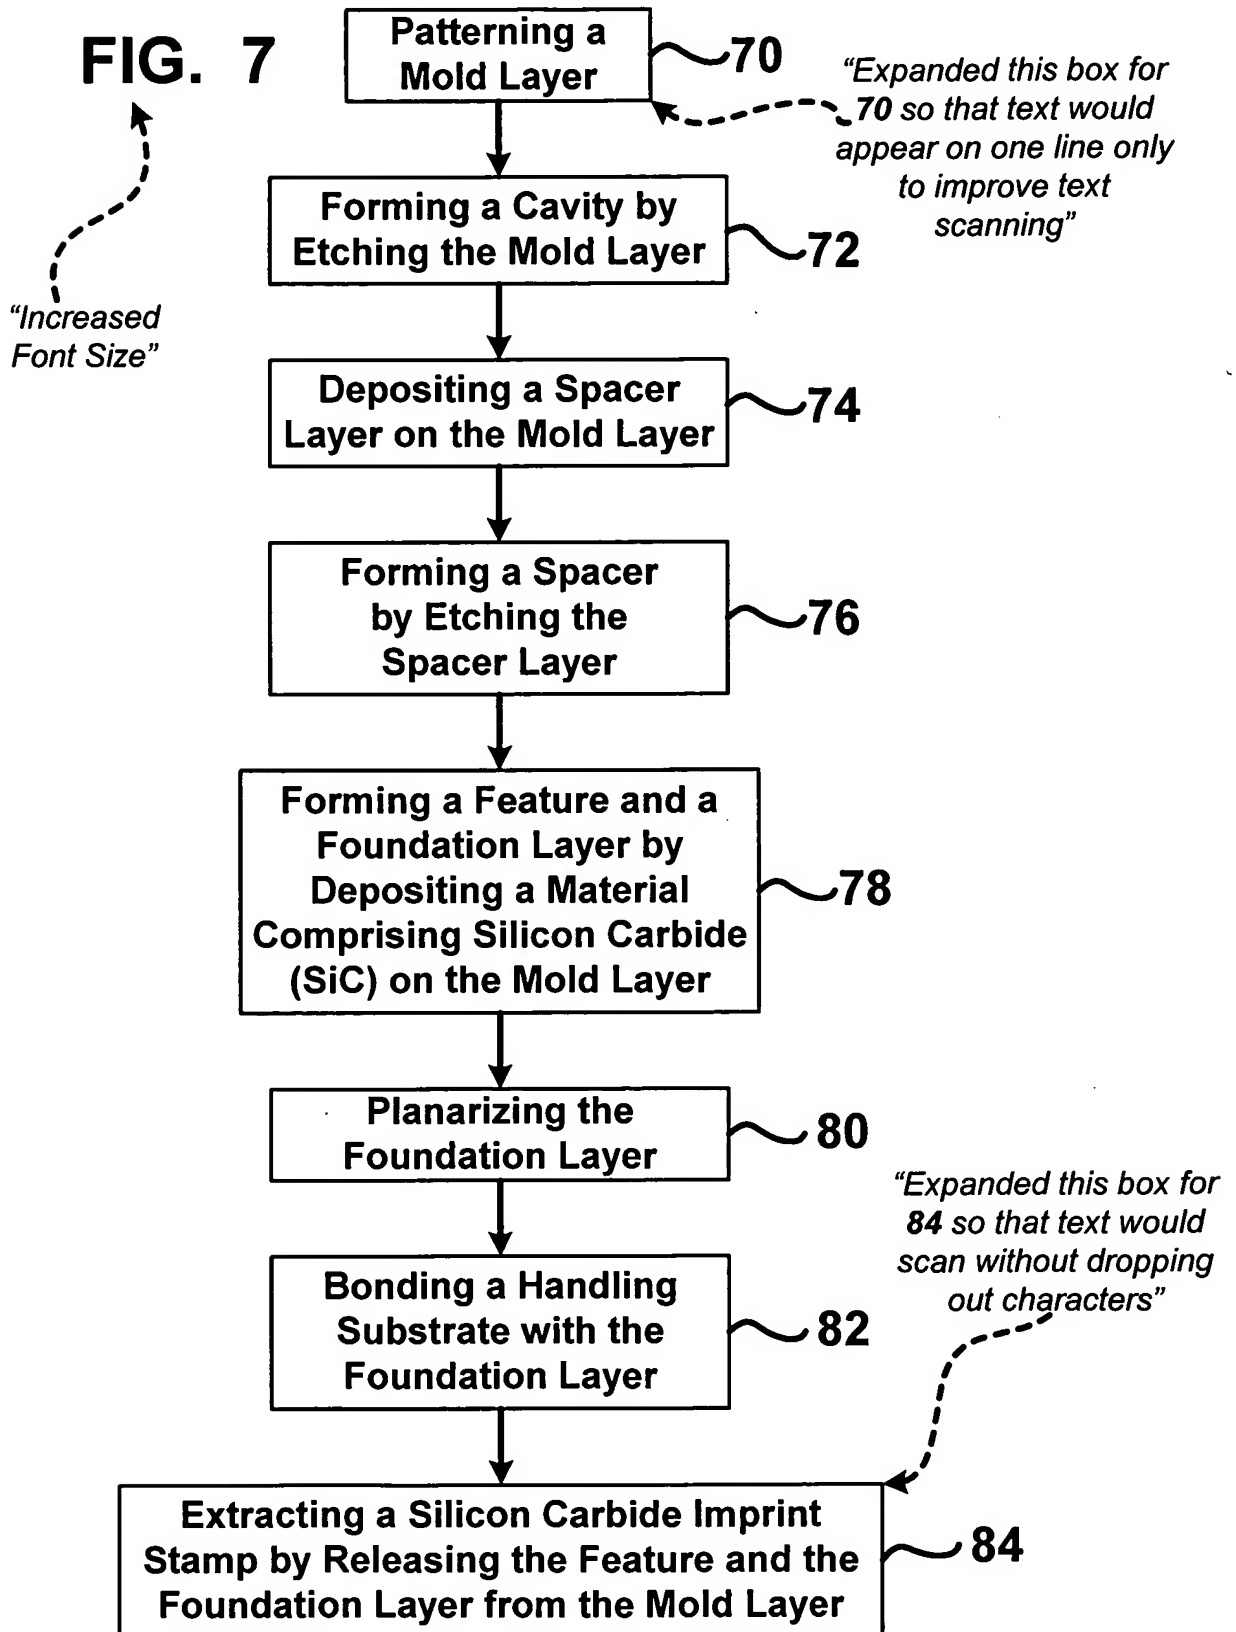 FIG. 7
Patterning a
Mold Layer
70
“Expanded this box for
70 so that text would
appear on one line only
to improve text
scanning”
Forming a Cavity by
Etching the Mold Layer
72
“Increased
Font Size”
Depositing a Spacer
Layer on the Mold Layer
74
Forming a Spacer
by Etching the
Spacer Layer
76
Forming a Feature and a
Foundation Layer by
Depositing a Material
Comprising Silicon Carbide
(SiC) on the Mold Layer
78
Planarizing the
Foundation Layer
80
“Expanded this box for
84 so that text would
scan without dropping
out characters”
Bonding a Handling
Substrate with the
Foundation Layer
82
Extracting a Silicon Carbide Imprint
Stamp by Releasing the Feature and the
Foundation Layer from the Mold Layer
84